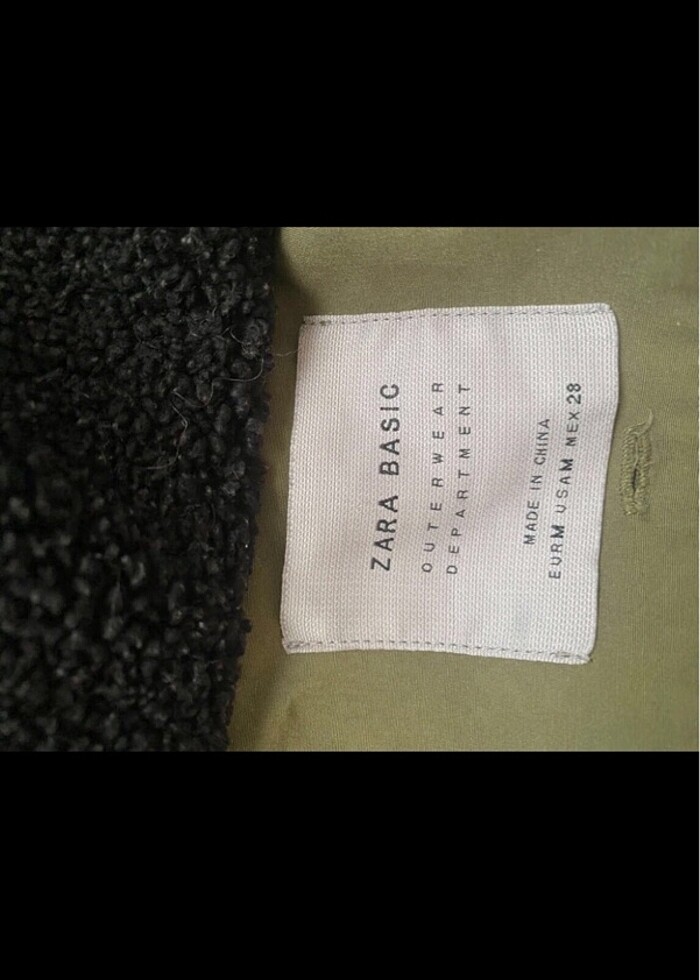 ZARA BASIC
OUTERWEAR
DEPARTMENT
MADE IN CHINA
EUR M USA M MEX 28